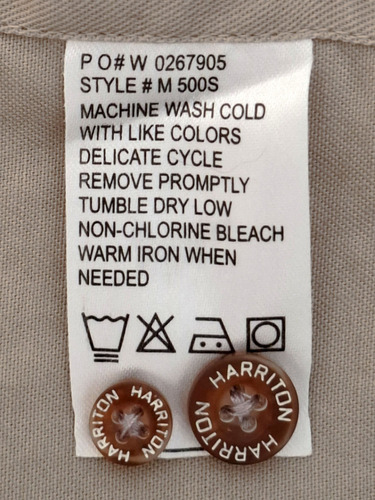 P O# W 0267905
STYLE # M 500S
MACHINE WASH COLD
WITH LIKE COLORS
DELICATE CYCLE
REMOVE PROMPTLY
TUMBLE DRY LOW
NON-CHLORINE BLEACH
WARM IRON WHEN
NEEDED
HARRITON HARRITON
HARRITON HARRITON